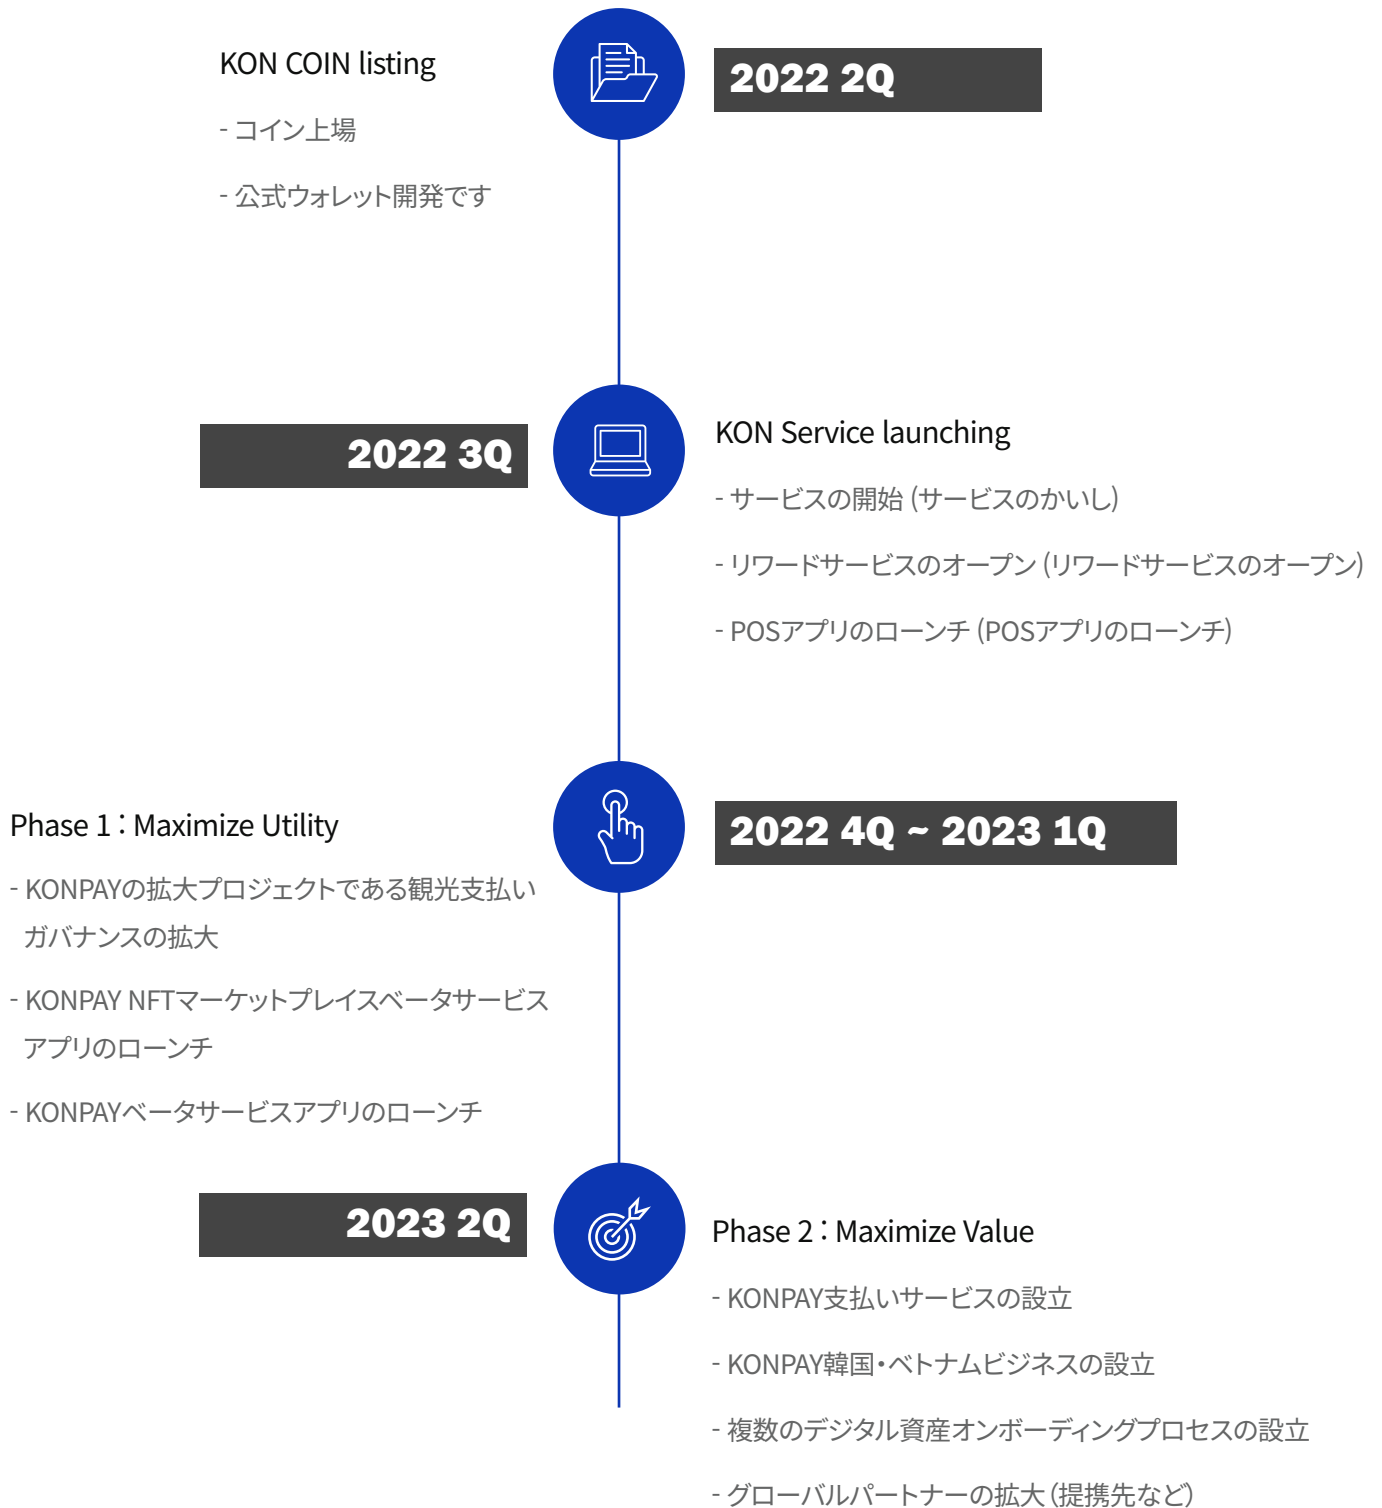 KON COIN listing
- コイン上場
- 公式ウォレット開発です
2022 2Q
2022 3Q
KON Service launching
- サービスの開始 (サービスのかいし)
- リワードサービスのオープン (リワードサービスのオープン)
- POSアプリのローンチ (POSアプリのローンチ)
Phase 1 : Maximize Utility
- KONPAYの拡大プロジェクトである観光支払い
ガバナンスの拡大
- KONPAY NFTマーケットプレイスベータサービス
アプリのローンチ
- KONPAYベータサービスアプリのローンチ
2022 4Q ~ 2023 1Q
2023 2Q
Phase 2 : Maximize Value
- KONPAY支払いサービスの設立
- KONPAY韓国・ベトナムビジネスの設立
- 複数のデジタル資産オンボーディングプロセスの設立
- グローバルパートナーの拡大 (提携先など)